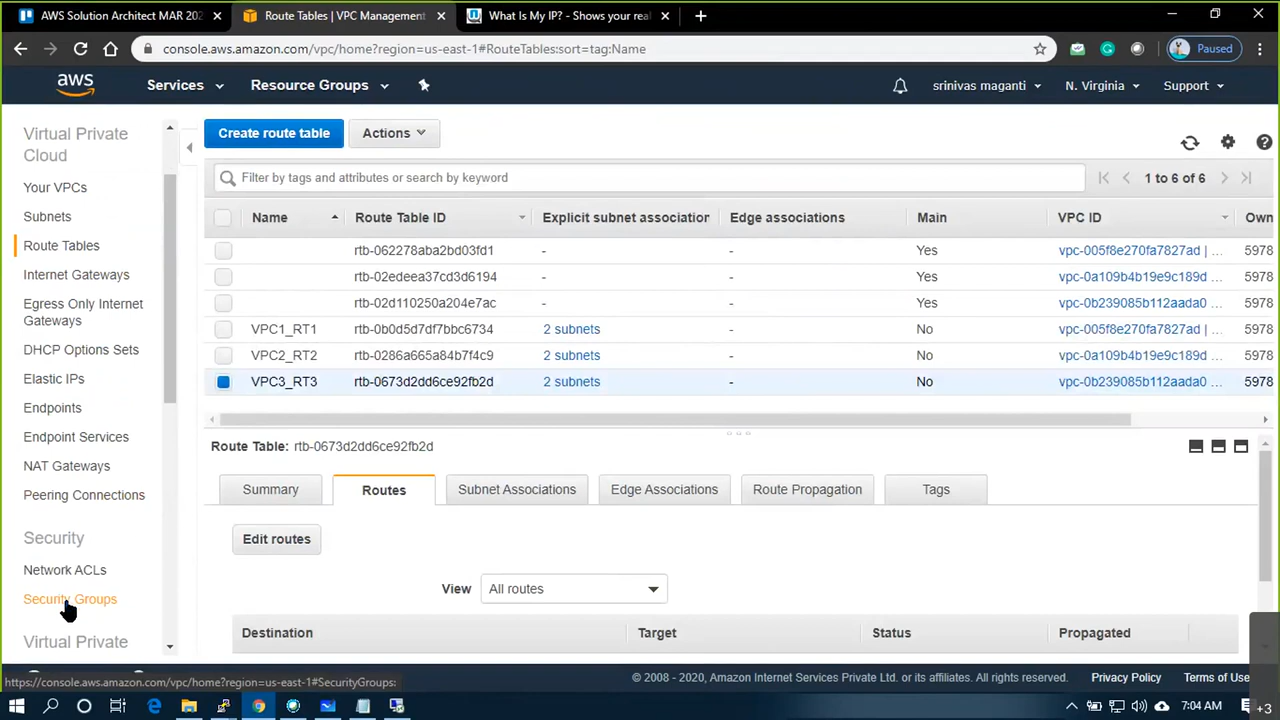 AWS Solution Architect MAR 202
Route Tables | VPC Management
What Is My IP? - Shows your real
console.aws.amazon.com/vpc/home?region=us-east-1#RouteTables:sort=tag:Name
Paused
aws
Services
Resource Groups
srinivas maganti
N. Virginia
Support
Virtual Private
Cloud
Your VPCs
Subnets
Route Tables
Internet Gateways
Egress Only Internet
Gateways
DHCP Options Sets
Elastic IPs
Endpoints
Endpoint Services
NAT Gateways
Peering Connections
Security
Network ACLs
Security Groups
Virtual Private
Create route table
Actions
Filter by tags and attributes or search by keyword
1 to 6 of 6
Name Route Table ID Explicit subnet association Edge associations Main VPC ID Own
rtb-062278aba2bd03fd1 - - Yes vpc-005f8e270fa7827ad | ... 5978
rtb-02edeea37cd3d6194 - - Yes vpc-0a109b4b19e9c189d ... 5978
rtb-02d110250a204e7ac - - Yes vpc-0b239085b112aada0 ... 5978
VPC1_RT1 rtb-0b0d5d7df7bbc6734 2 subnets - No vpc-005f8e270fa7827ad | ... 5978
VPC2_RT2 rtb-0286a665a84b7f4c9 2 subnets - No vpc-0a109b4b19e9c189d ... 5978
VPC3_RT3 rtb-0673d2dd6ce92fb2d 2 subnets - No vpc-0b239085b112aada0 ... 5978
Route Table: rtb-0673d2dd6ce92fb2d
Summary
Routes
Subnet Associations
Edge Associations
Route Propagation
Tags
Edit routes
View All routes
Destination Target Status Propagated
https://console.aws.amazon.com/vpc/home?region=us-east-1#SecurityGroups:
© 2008 - 2020, Amazon Internet Services Private Ltd. or its affiliates. All rights reserved.
Privacy Policy
Terms of Use
7:04 AM
+3